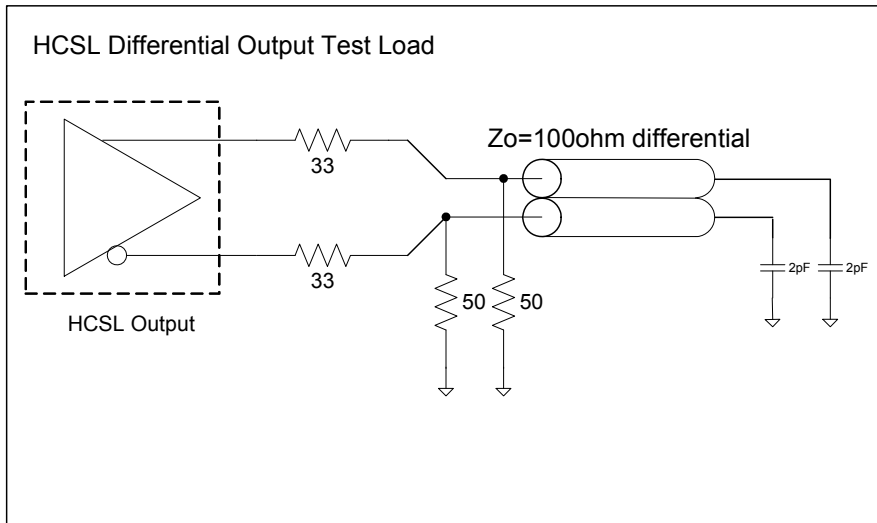 HCSL Differential Output Test Load
Zo=100ohm differential
33
33
50
50
2pF
2pF
HCSL Output